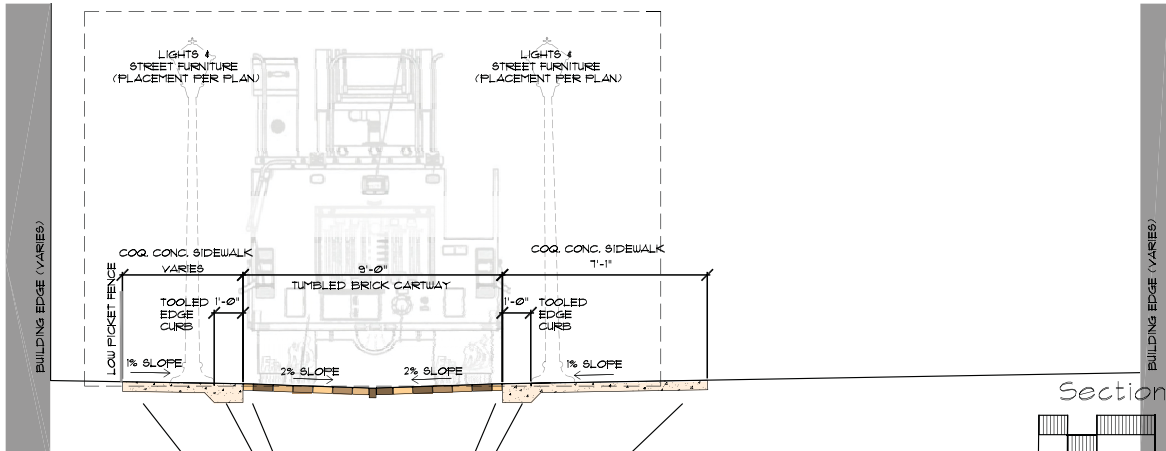 LIGHTS &
STREET FURNITURE
(PLACEMENT PER PLAN)
LIGHTS &
STREET FURNITURE
(PLACEMENT PER PLAN)
BUILDING EDGE (VARIES)
LOW PICKET FENCE
COQ. CONC. SIDEWALK
VARIES
9'-0"
TUMBLED BRICK CARTWAY
COQ. CONC. SIDEWALK
7'-1"
TOOLED
EDGE
CURB
1'-0"
1'-0"
TOOLED
EDGE
CURB
1% SLOPE
2% SLOPE
2% SLOPE
1% SLOPE
BUILDING EDGE (VARIES)
Section